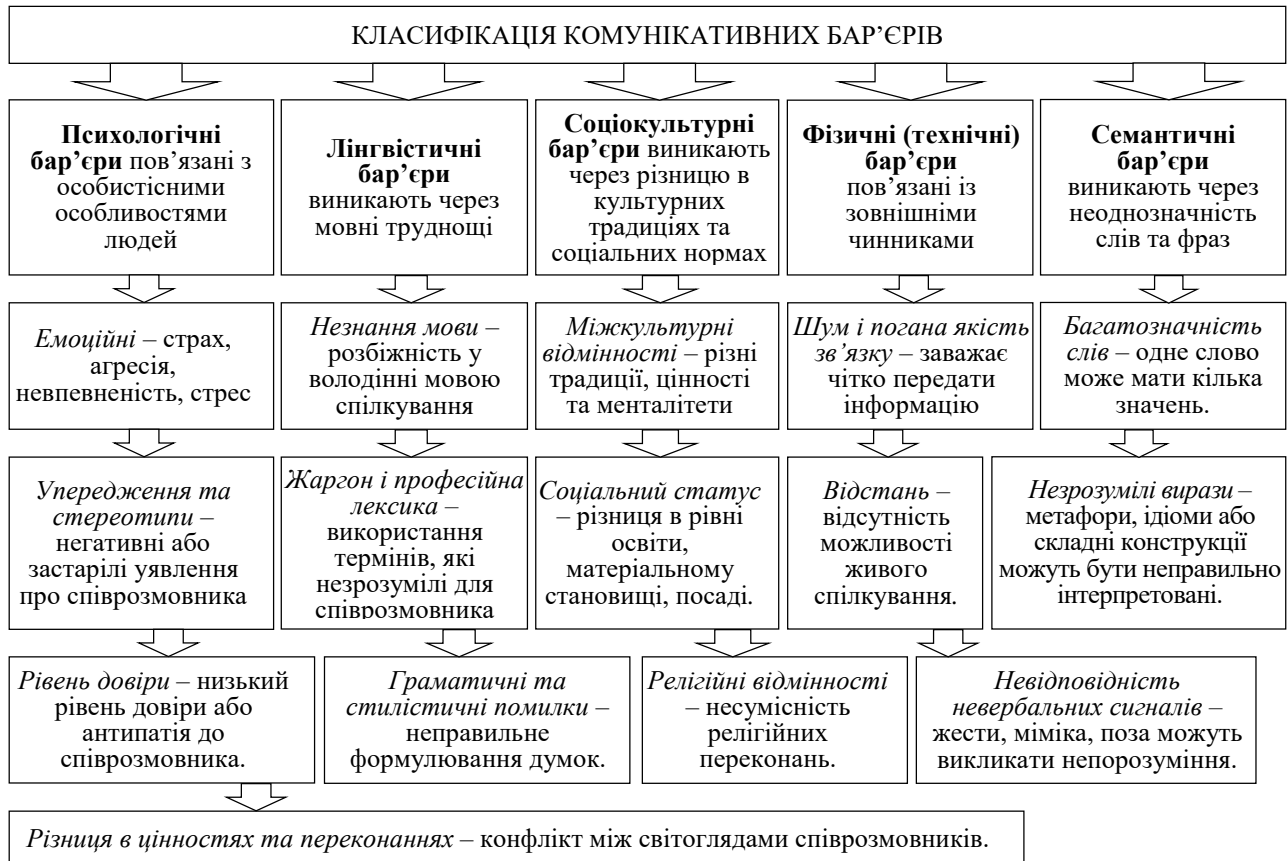 КЛАСИФІКАЦІЯ КОМУНІКАТИВНИХ БАР’ЄРІВ
Психологічні
бар’єри пов’язані з
особистісними
особливостями
людей
Лінгвістичні
бар’єри
виникають через
мовні труднощі
Соціокультурні
бар’єри виникають
через різницю в
культурних
традиціях та
соціальних нормах
Фізичні (технічні)
бар’єри
пов’язані із
зовнішніми
чинниками
Семантичні
бар’єри
виникають через
неоднозначність
слів та фраз
Емоційні – страх,
агресія,
невпевненість, стрес
Незнання мови –
розбіжність у
володінні мовою
спілкування
Міжкультурні
відмінності – різні
традиції, цінності
та менталітети
Шум і погана якість
зв’язку – заважає
чітко передати
інформацію
Багатозначність
слів – одне слово
може мати кілька
значень.
Упередження та
стереотипи –
негативні або
застарілі уявлення
про співрозмовника
Жаргон і професійна
лексика –
використання
термінів, які
незрозумілі для
співрозмовника
Соціальний статус
– різниця в рівні
освіти,
матеріальному
становищі, посаді.
Відстань –
відсутність
можливості
живого
спілкування.
Незрозумілі вирази –
метафори, ідіоми або
складні конструкції
можуть бути неправильно
інтерпретовані.
Рівень довіри – низький
рівень довіри або
антипатія до
співрозмовника.
Граматичні та
стилістичні помилки –
неправильне
формулювання думок.
Релігійні відмінності
– несумісність
релігійних
переконань.
Невідповідність
невербальних сигналів –
жести, міміка, поза можуть
викликати непорозуміння.
Різниця в цінностях та переконаннях – конфлікт між світоглядами співрозмовників.